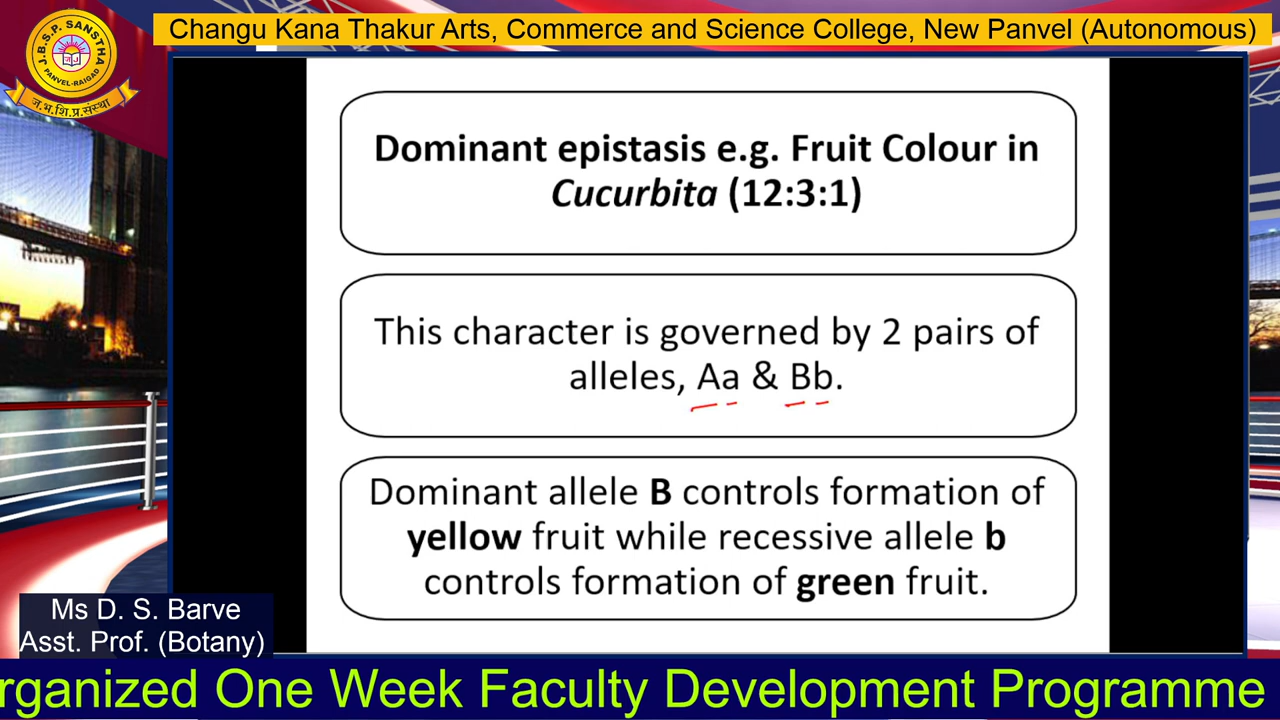 Changu Kana Thakur Arts, Commerce and Science College, New Panvel (Autonomous)
J.B.S.P. SANSTHA
PANVEL-RAIGAD
ज.भ.शि.प्र.संस्था
Dominant epistasis e.g. Fruit Colour in
Cucurbita (12:3:1)
This character is governed by 2 pairs of
alleles, Aa & Bb.
Dominant allele B controls formation of
yellow fruit while recessive allele b
controls formation of green fruit.
Ms D. S. Barve
Asst. Prof. (Botany)
rganized One Week Faculty Development Programme